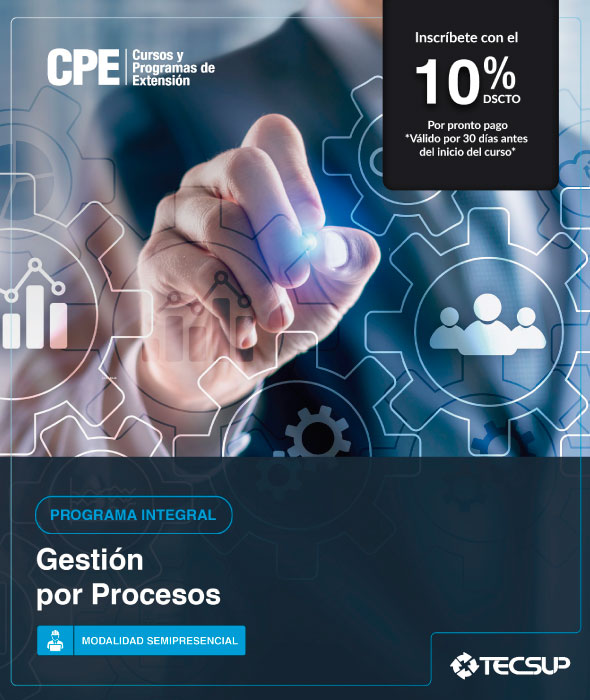 CPE
Cursos y
Programas de
Extensión
Inscríbete con el
10%
DSCTO
Por pronto pago
*Válido por 30 días antes
del inicio del curso*
PROGRAMA INTEGRAL
Gestión
por Procesos
MODALIDAD SEMIPRESENCIAL
TECSUP